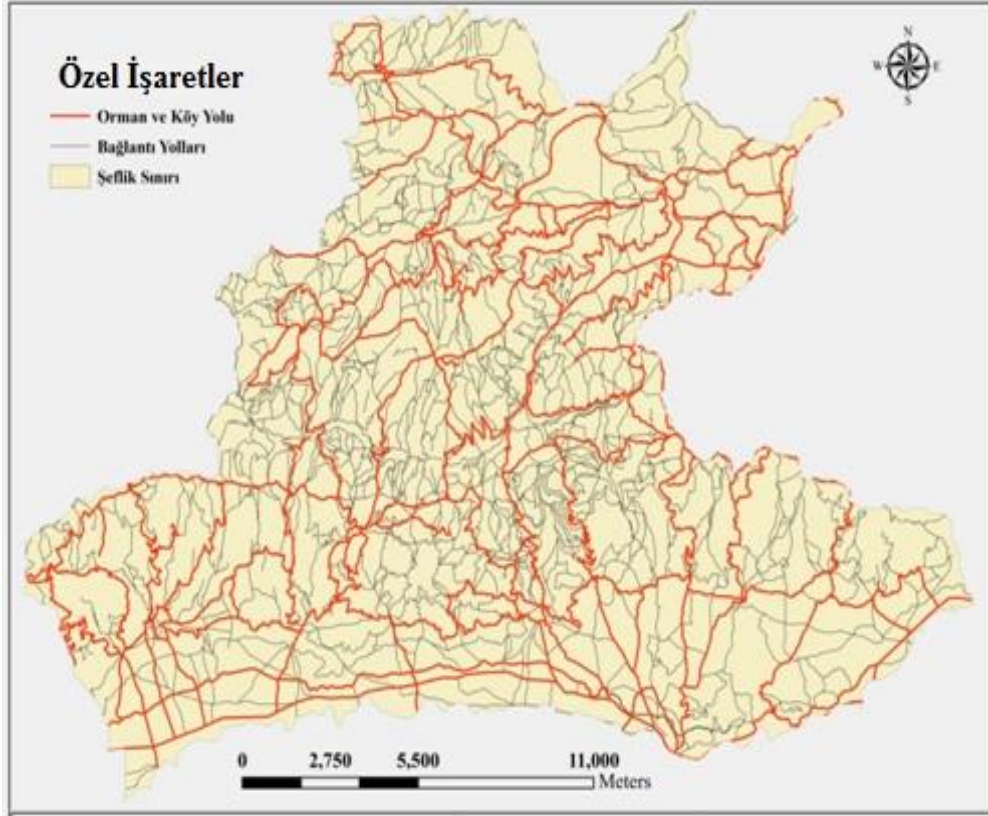 Özel İşaretler
Orman ve Köy Yolu
Bağlantı Yolları
Şeflik Sınırı
N
W E
S
0 2,750 5,500 11,000
Meters